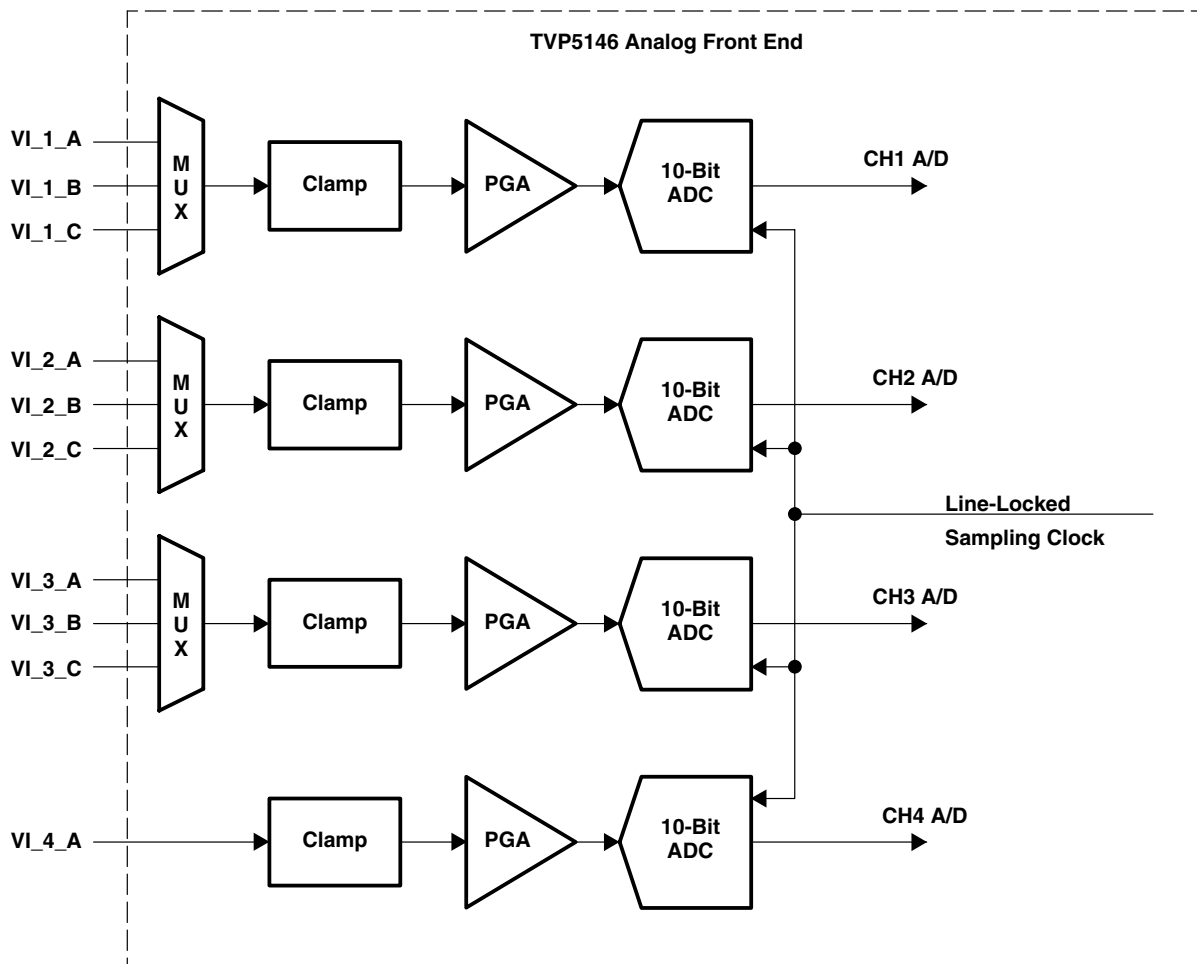 TVP5146 Analog Front End
VI_1_A
VI_1_B
VI_1_C
M
U
X
Clamp
PGA
10-Bit
ADC
CH1 A/D
VI_2_A
VI_2_B
VI_2_C
M
U
X
Clamp
PGA
10-Bit
ADC
CH2 A/D
Line-Locked
Sampling Clock
VI_3_A
VI_3_B
VI_3_C
M
U
X
Clamp
PGA
10-Bit
ADC
CH3 A/D
VI_4_A
Clamp
PGA
10-Bit
ADC
CH4 A/D